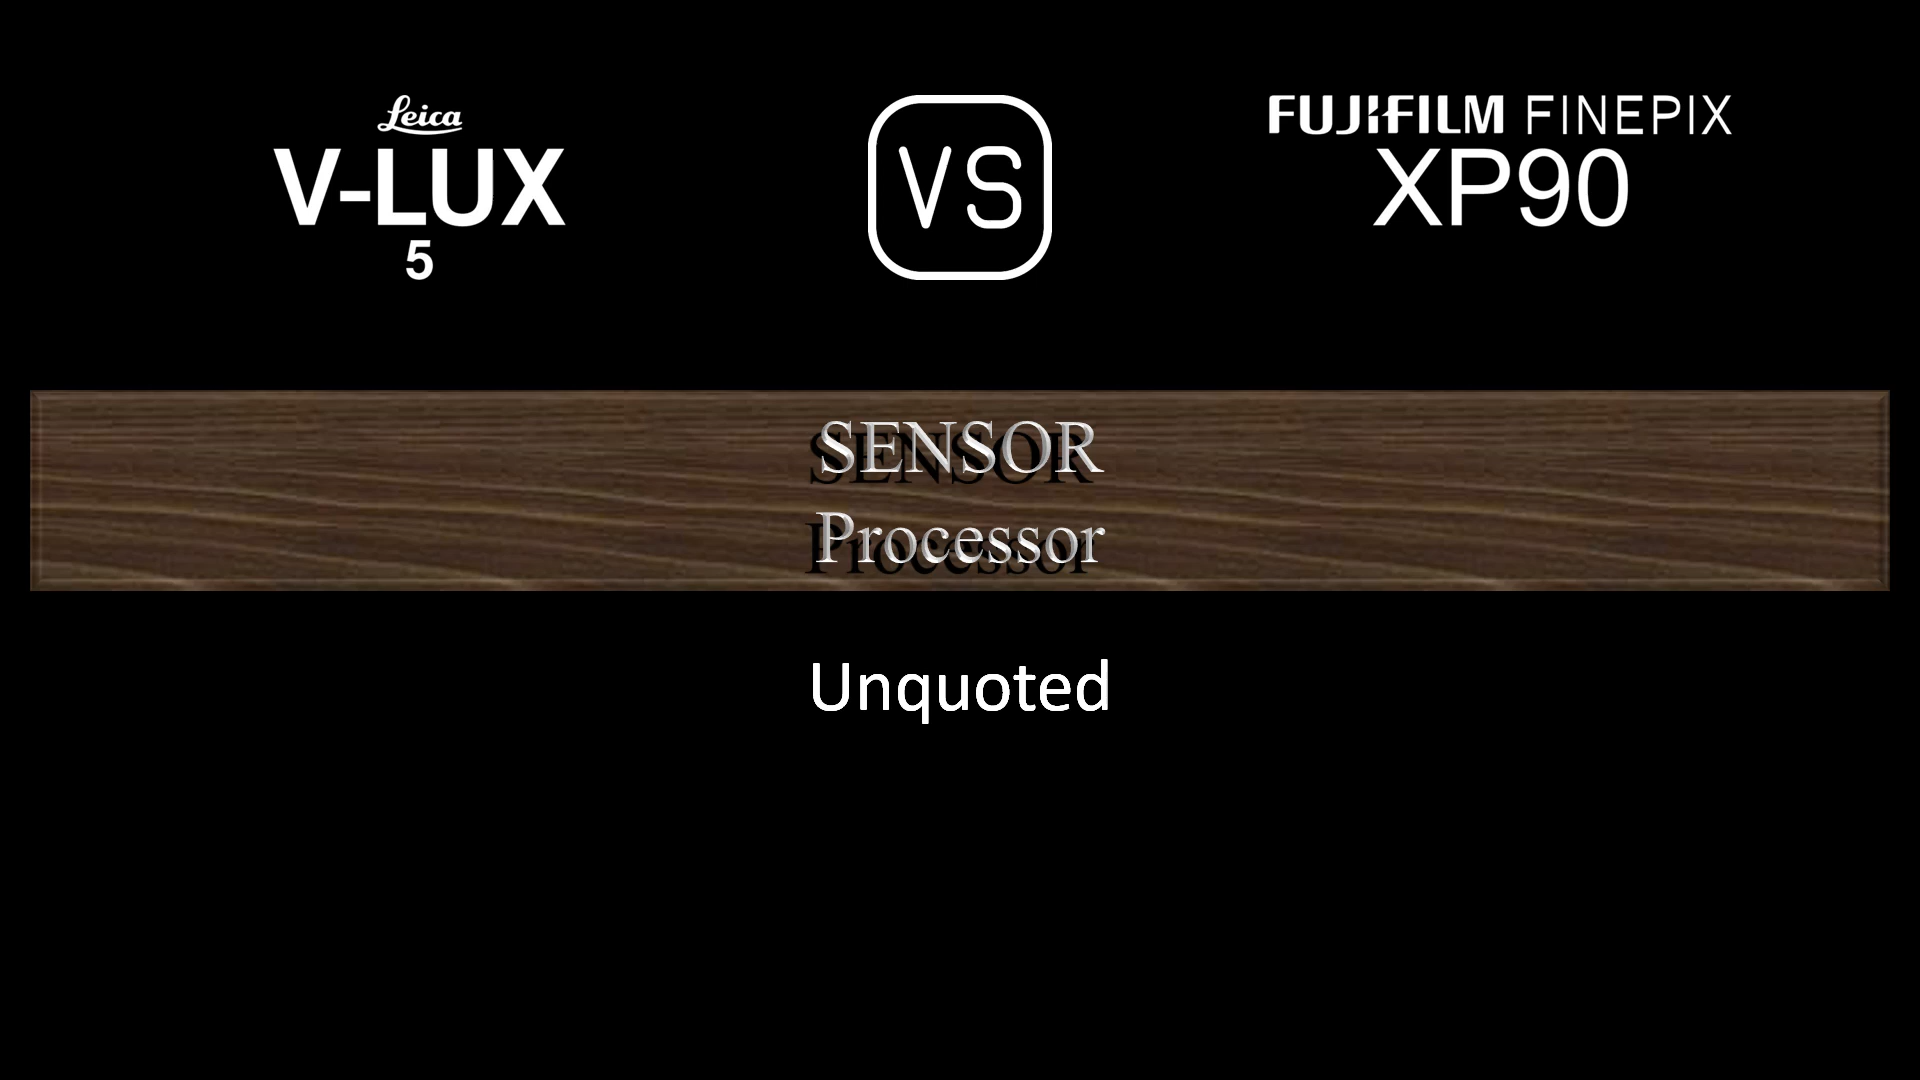 Leica
V-LUX
5
VS
FUJIFILM FINEPIX
XP90
SENSOR
Processor
Unquoted